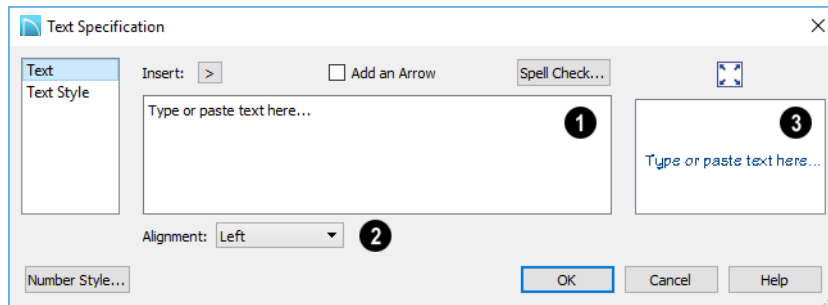 Text Specification
Text
Text Style
Insert: >
Add an Arrow
Spell Check...
Type or paste text here...
1
3
Type or paste text here...
Alignment: Left
2
Number Style...
OK
Cancel
Help